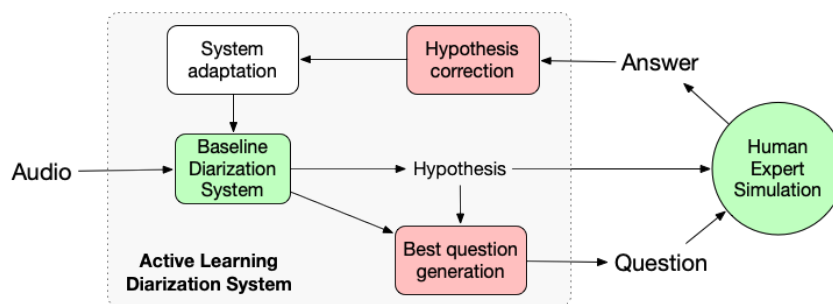 System
adaptation
Hypothesis
correction
Answer
Audio
Baseline
Diarization
System
Hypothesis
Human
Expert
Simulation
Active Learning
Diarization System
Best question
generation
Question